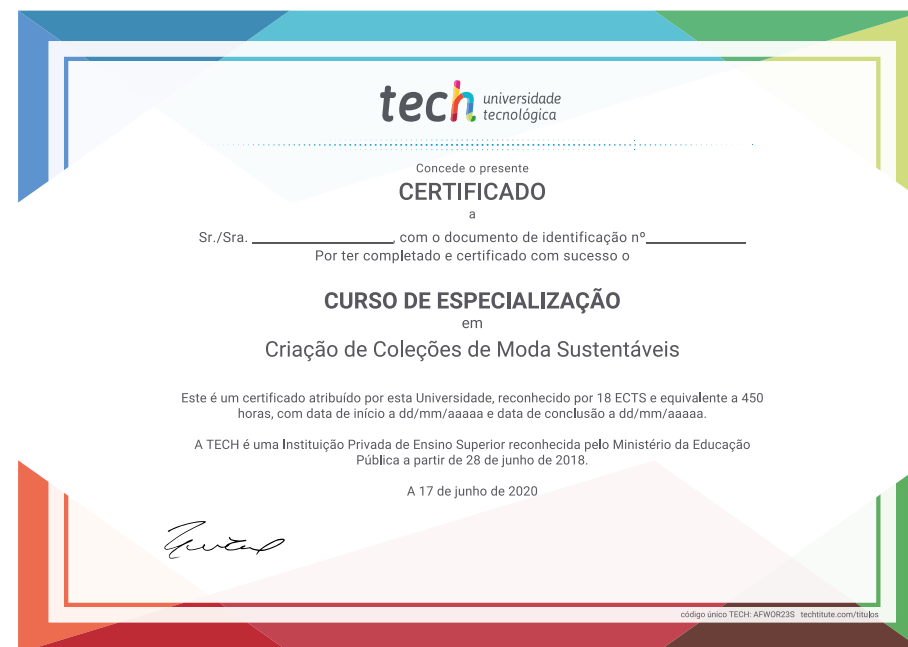 tech universidade
tecnológica
Concede o presente
CERTIFICADO
a
Sr./Sra. ____________________, com o documento de identificação nº______________
Por ter completado e certificado com sucesso o
CURSO DE ESPECIALIZAÇÃO
em
Criação de Coleções de Moda Sustentáveis
Este é um certificado atribuído por esta Universidade, reconhecido por 18 ECTS e equivalente a 450
horas, com data de início a dd/mm/aaaaa e data de conclusão a dd/mm/aaaaa.
A TECH é uma Instituição Privada de Ensino Superior reconhecida pelo Ministério da Educação
Pública a partir de 28 de junho de 2018.
A 17 de junho de 2020
código único TECH: AFWOR23S techtitute.com/titulos